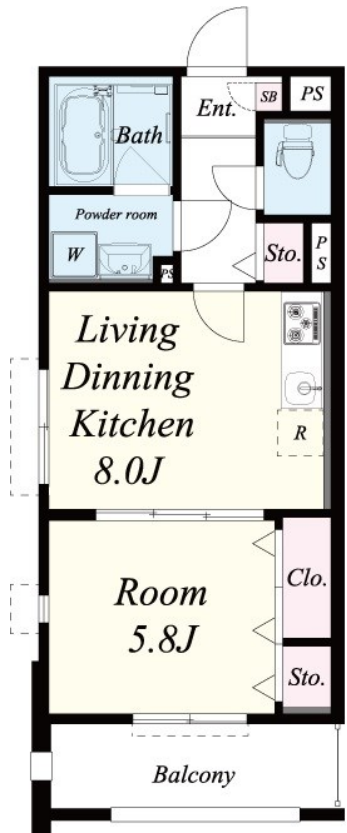 Ent.
SB
PS
Bath
Powder room
W
PS
Sto.
PS
Living
Dinning
Kitchen
8.0J
R
Room
5.8J
Clo.
Sto.
Balcony